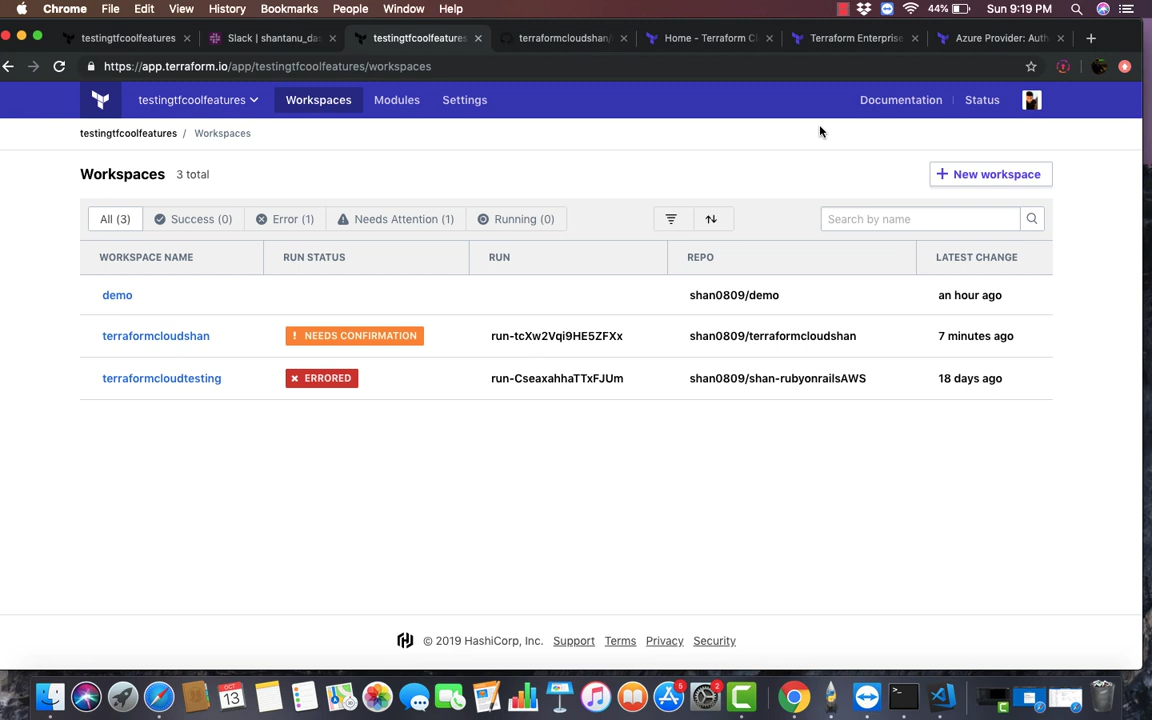 Chrome File Edit View History Bookmarks People Window Help 44% Sun 9:19 PM
testingtfcoolfeatures Slack | shantanu_da testingtfcoolfeatures terraformcloudshan/ Home - Terraform Cl Terraform Enterprise Azure Provider: Auth
https://app.terraform.io/app/testingtfcoolfeatures/workspaces
testingtfcoolfeatures Workspaces Modules Settings Documentation Status
testingtfcoolfeatures / Workspaces
Workspaces 3 total + New workspace
All (3) Success (0) Error (1) Needs Attention (1) Running (0) Search by name
WORKSPACE NAME RUN STATUS RUN REPO LATEST CHANGE
demo shan0809/demo an hour ago
terraformcloudshan ! NEEDS CONFIRMATION run-tcXw2Vqi9HE5ZFXx shan0809/terraformcloudshan 7 minutes ago
terraformcloudtesting × ERRORED run-CseaxahhaTTxFJUm shan0809/shan-rubyonrailsAWS 18 days ago
© 2019 HashiCorp, Inc. Support Terms Privacy Security
OCT 13 5 2